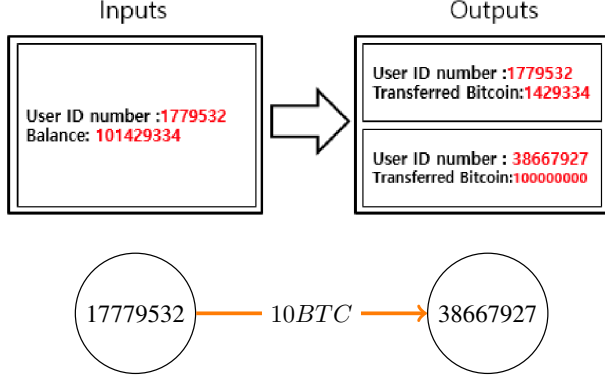 Inputs
Outputs
User ID number :1779532
Balance: 101429334
User ID number :1779532
Transferred Bitcoin:1429334
User ID number : 38667927
Transferred Bitcoin:100000000
17779532
10BTC
38667927